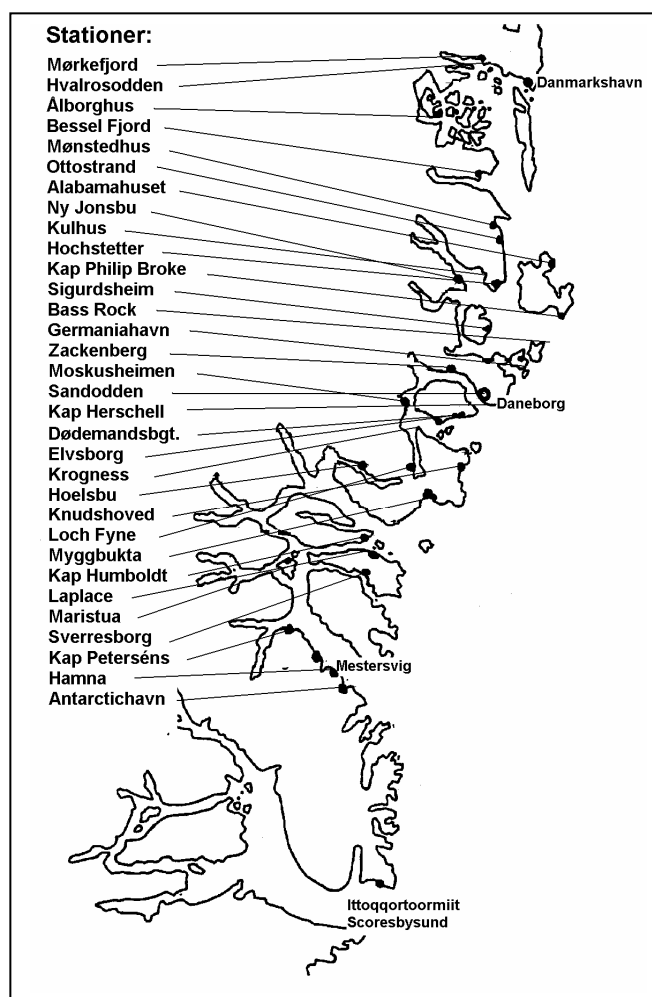 Stationer:
Mørkefjord
Hvalrosodden
Danmarkshavn
Ålborghus
Bessel Fjord
Mønstedhus
Ottostrand
Alabamahuset
Ny Jonsbu
Kulhus
Hochstetter
Kap Philip Broke
Sigurdsheim
Bass Rock
Germaniahavn
Zackenberg
Moskusheimen
Sandodden
Daneborg
Kap Herschell
Dødemandsbgt.
Elvsborg
Krogness
Hoelsbu
Knudshoved
Loch Fyne
Myggbukta
Kap Humboldt
Laplace
Maristua
Sverresborg
Kap Peterséns
Mestersvig
Hamna
Antarctichavn
Ittoqqortoormiit
Scoresbysund